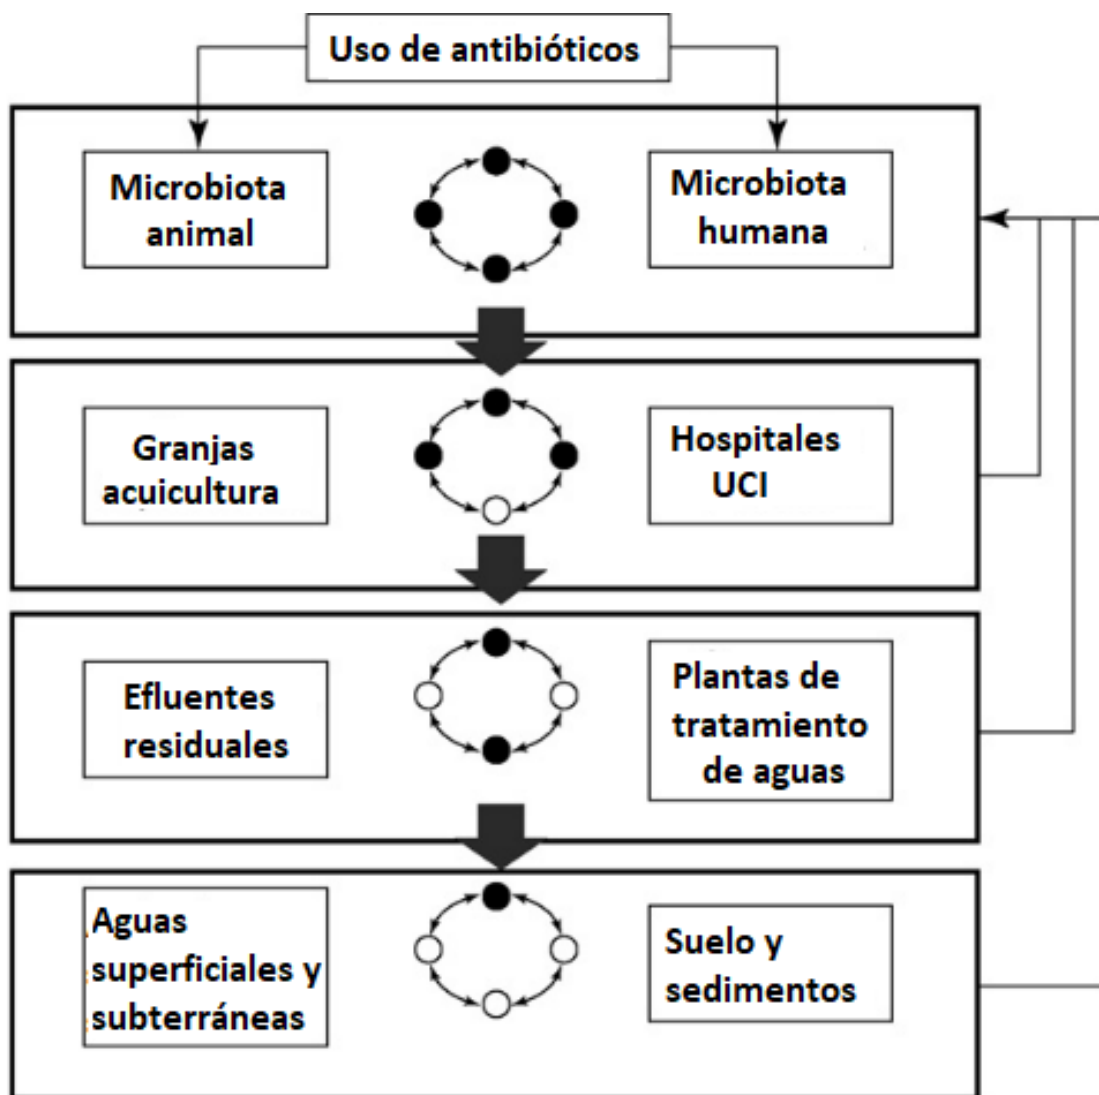 Uso de antibióticos
Microbiota
animal
Microbiota
humana
Granjas
acuicultura
Hospitales
UCI
Efluentes
residuales
Plantas de
tratamiento
de aguas
Aguas
superficiales y
subterráneas
Suelo y
sedimentos